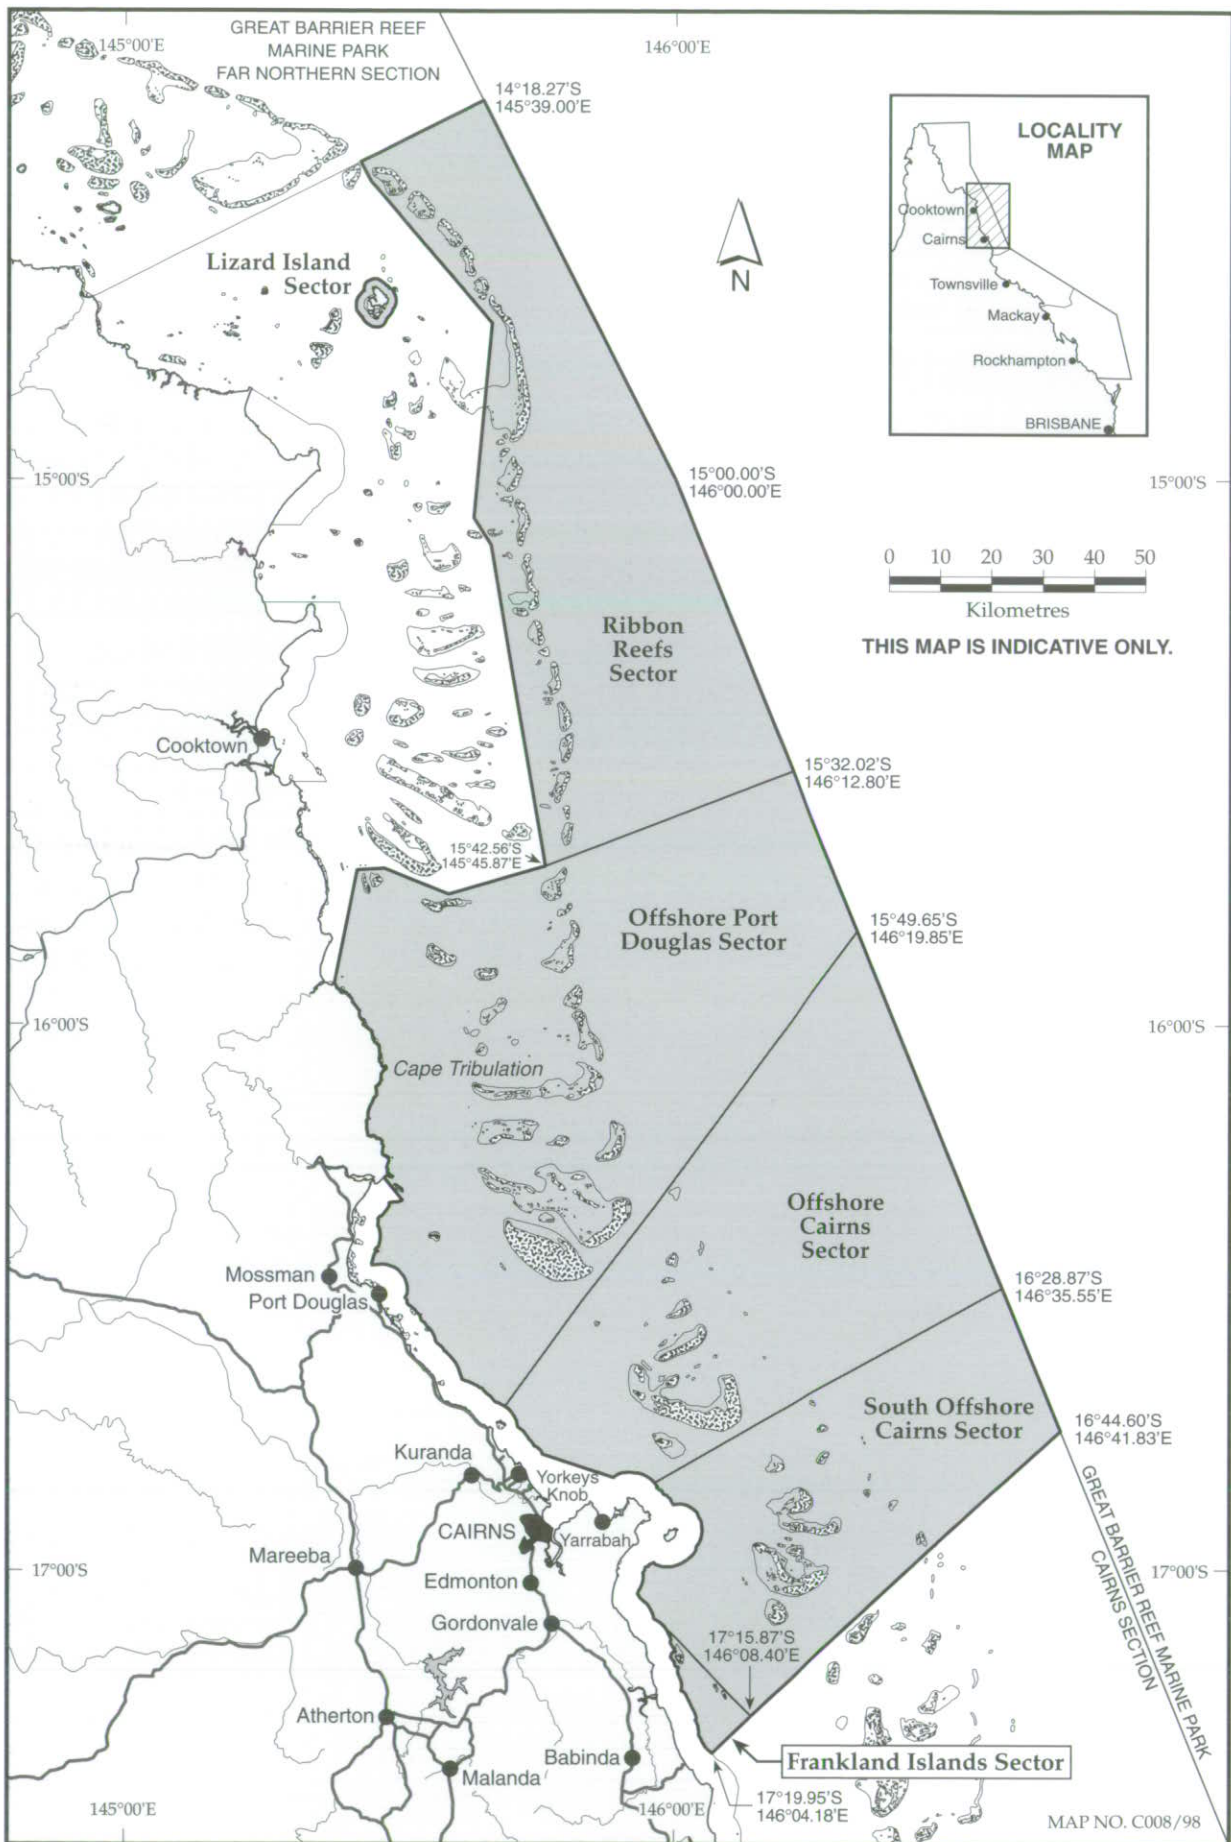 GREAT BARRIER REEF
MARINE PARK
FAR NORTHERN SECTION
145°00'E
146°00'E
14°18.27'S
145°39.00'E
LOCALITY
MAP
Cooktown
Cairns
Townsville
Mackay
Rockhampton
BRISBANE
N
Lizard Island
Sector
15°00'S
15°00.00'S
146°00.00'E
15°00'S
0 10 20 30 40 50
Kilometres
THIS MAP IS INDICATIVE ONLY.
Ribbon
Reefs
Sector
Cooktown
15°32.02'S
146°12.80'E
15°42.56'S
145°45.87'E
Offshore Port
Douglas Sector
15°49.65'S
146°19.85'E
16°00'S
16°00'S
Cape Tribulation
Offshore
Cairns
Sector
Mossman
Port Douglas
16°28.87'S
146°35.55'E
South Offshore
Cairns Sector
16°44.60'S
146°41.83'E
Kuranda
Yorkeys
Knob
CAIRNS
Yarrabah
Mareeba
17°00'S
17°00'S
Edmonton
Gordonvale
17°15.87'S
146°08.40'E
GREAT BARRIER REEF MARINE PARK
CAIRNS SECTION
Atherton
Babinda
Malanda
Frankland Islands Sector
17°19.95'S
146°04.18'E
145°00'E
146°00'E
MAP NO. C008/98